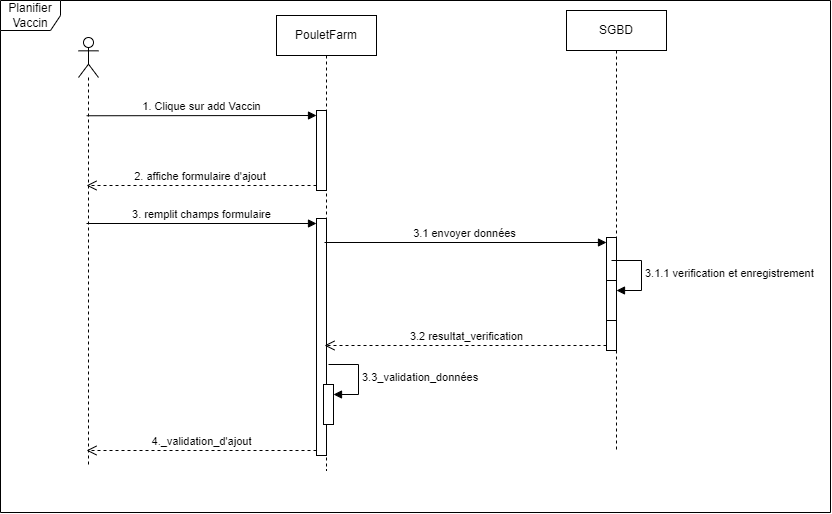 Planifier
Vaccin
PouletFarm
SGBD
1. Clique sur add Vaccin
2. affiche formulaire d'ajout
3. remplit champs formulaire
3.1 envoyer données
3.1.1 verification et enregistrement
3.2 resultat_verification
3.3_validation_données
4._validation_d'ajout